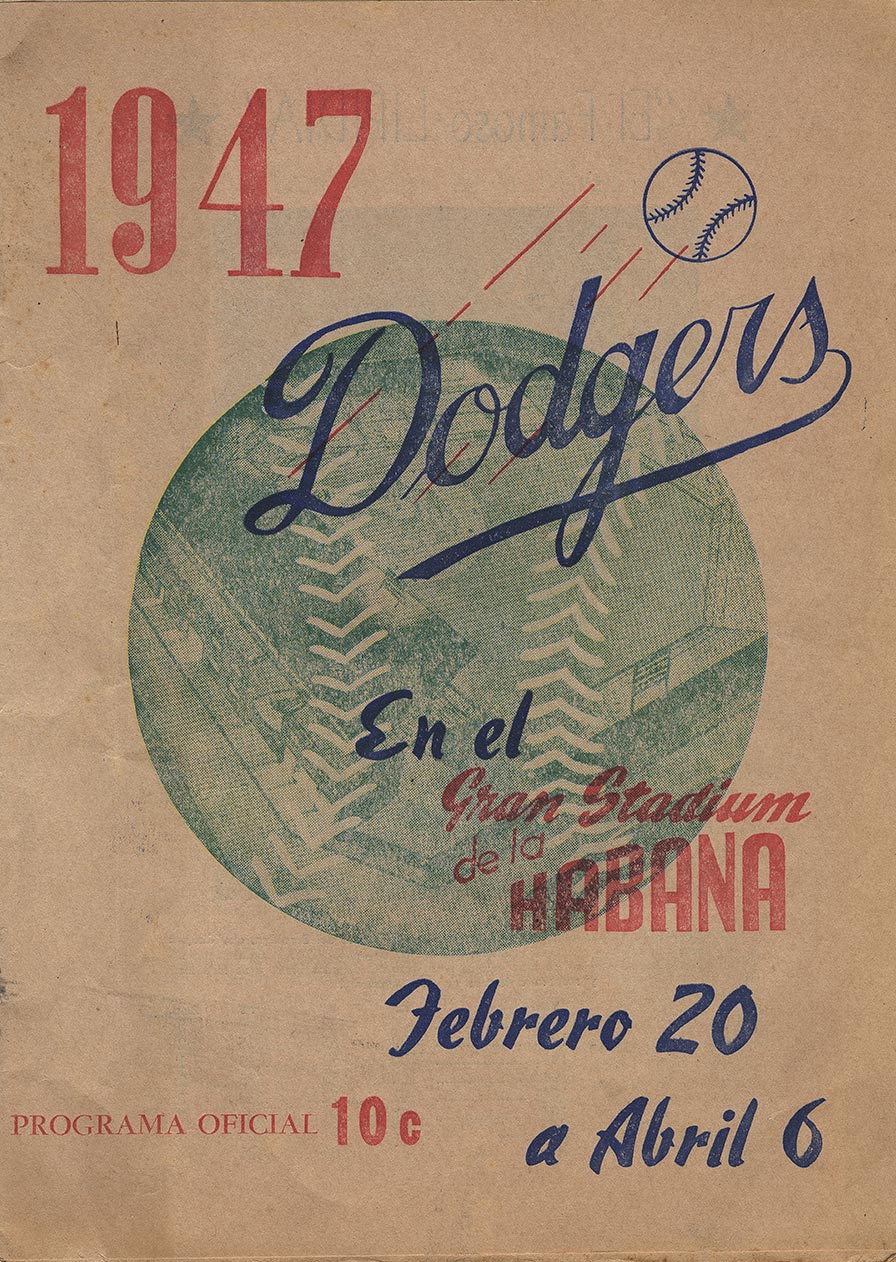 1947
Dodgers
En el
Gran Stadium
de la
HABANA
Febrero 20
a Abril 6
PROGRAMA OFICIAL 10c